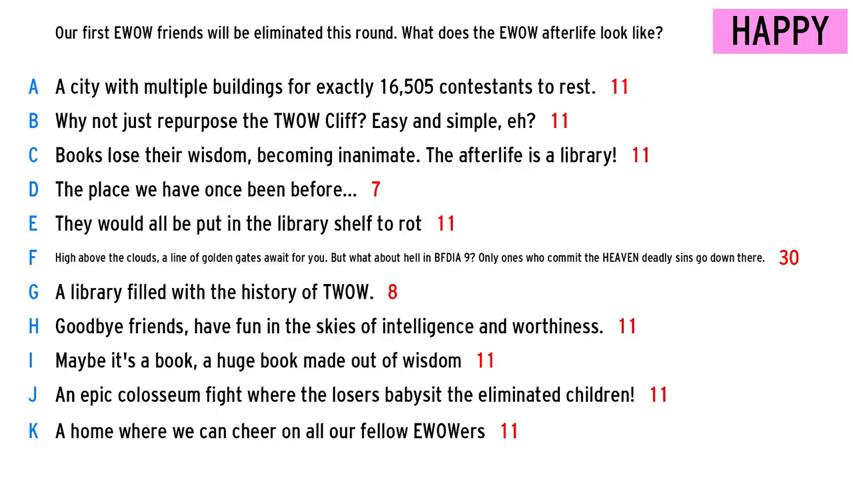 Our first EWOW friends will be eliminated this round. What does the EWOW afterlife look like?
HAPPY
A A city with multiple buildings for exactly 16,505 contestants to rest. 11
B Why not just repurpose the TWOW Cliff? Easy and simple, eh? 11
C Books lose their wisdom, becoming inanimate. The afterlife is a library! 11
D The place we have once been before... 7
E They would all be put in the library shelf to rot 11
F High above the clouds, a line of golden gates await for you. But what about hell in BFDIA 9? Only ones who commit the HEAVEN deadly sins go down there. 30
G A library filled with the history of TWOW. 8
H Goodbye friends, have fun in the skies of intelligence and worthiness. 11
I Maybe it's a book, a huge book made out of wisdom 11
J An epic colosseum fight where the losers babysit the eliminated children! 11
K A home where we can cheer on all our fellow EWOWers 11